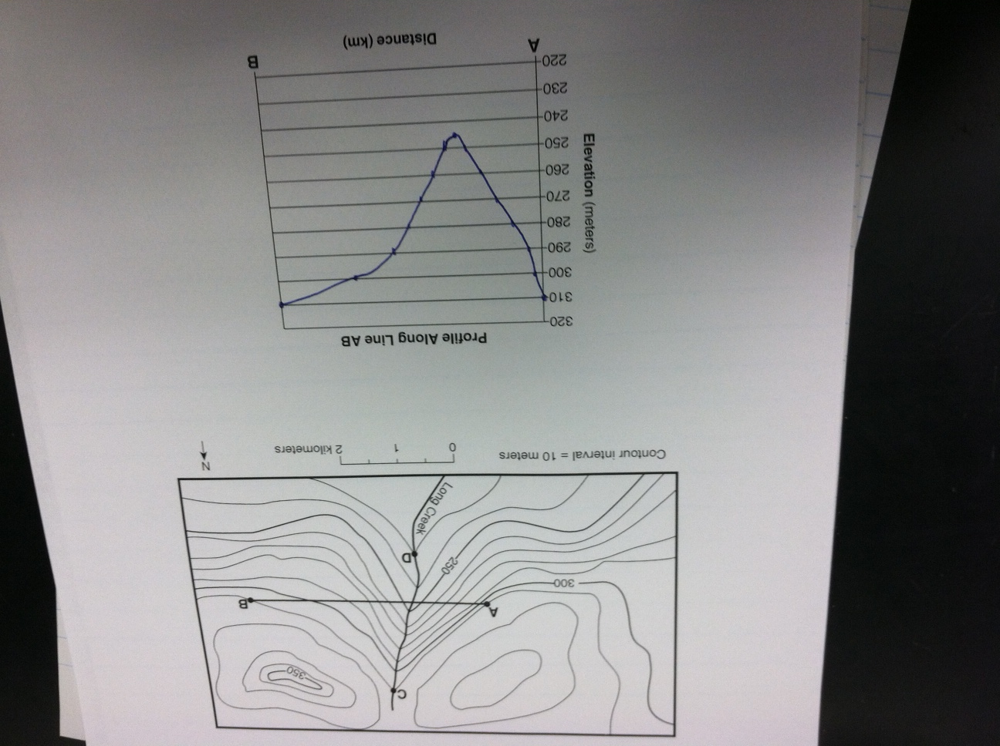 C
350
A
300
B
250
D
Long Creek
N
Contour interval = 10 meters
0 1 2 kilometers
Profile Along Line AB
320
310
300
290
280
270
260
250
240
230
220
Elevation (meters)
A
B
Distance (km)